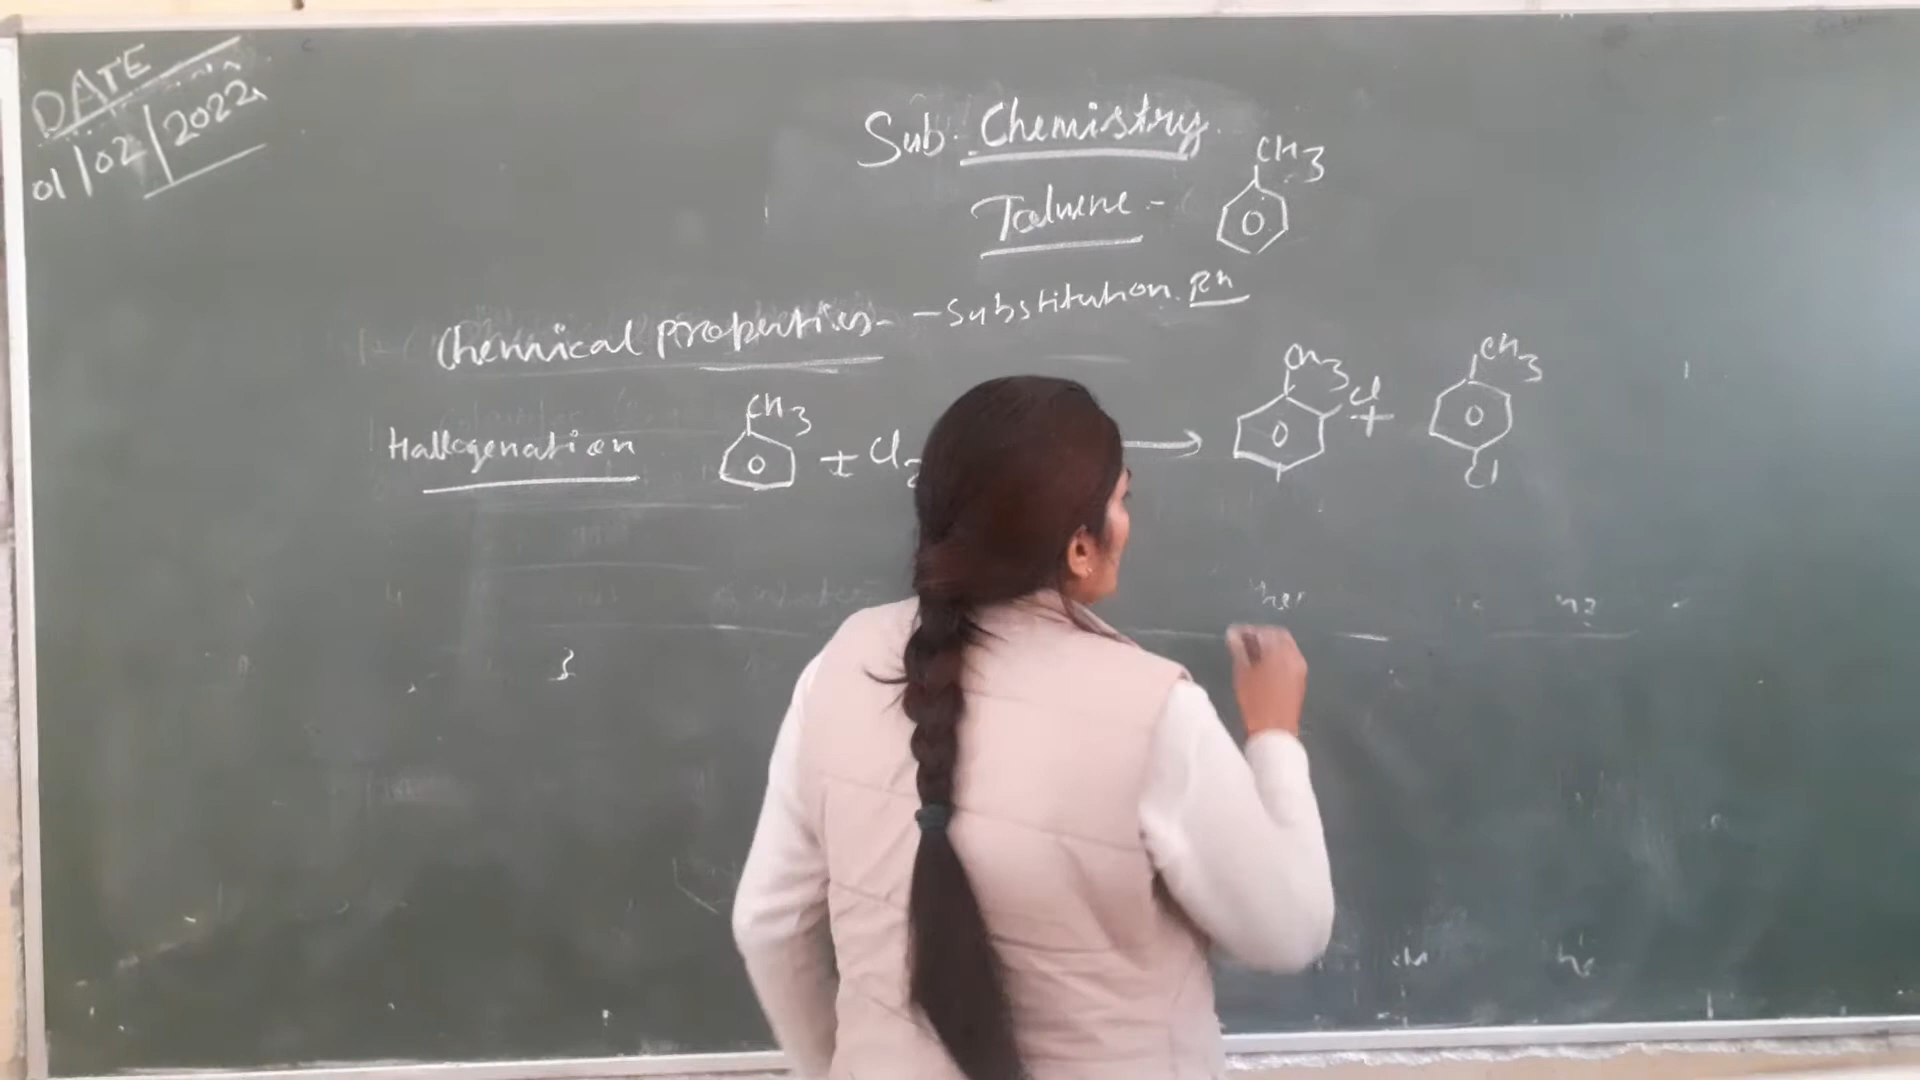 DATE
01/02/2022
Sub. Chemistry.
Toluene -
CH3
Chemical properties - - Substitution. Rn
Hallogenation
CH3
+ Cl2
→
CH3
Cl
+
CH3
Cl